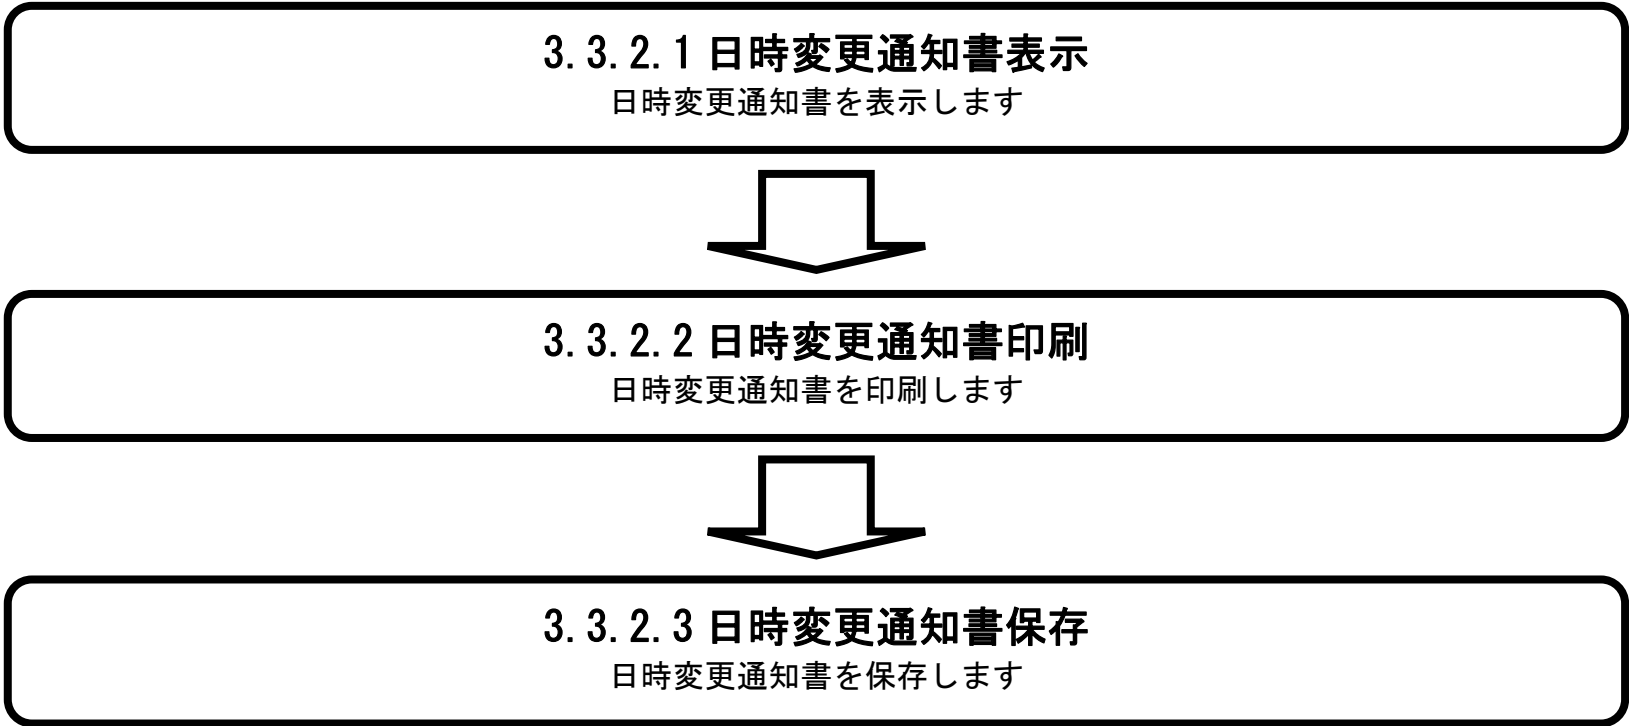 3.3.2.1 日時変更通知書表示
日時変更通知書を表示します
3.3.2.2 日時変更通知書印刷
日時変更通知書を印刷します
3.3.2.3 日時変更通知書保存
日時変更通知書を保存します